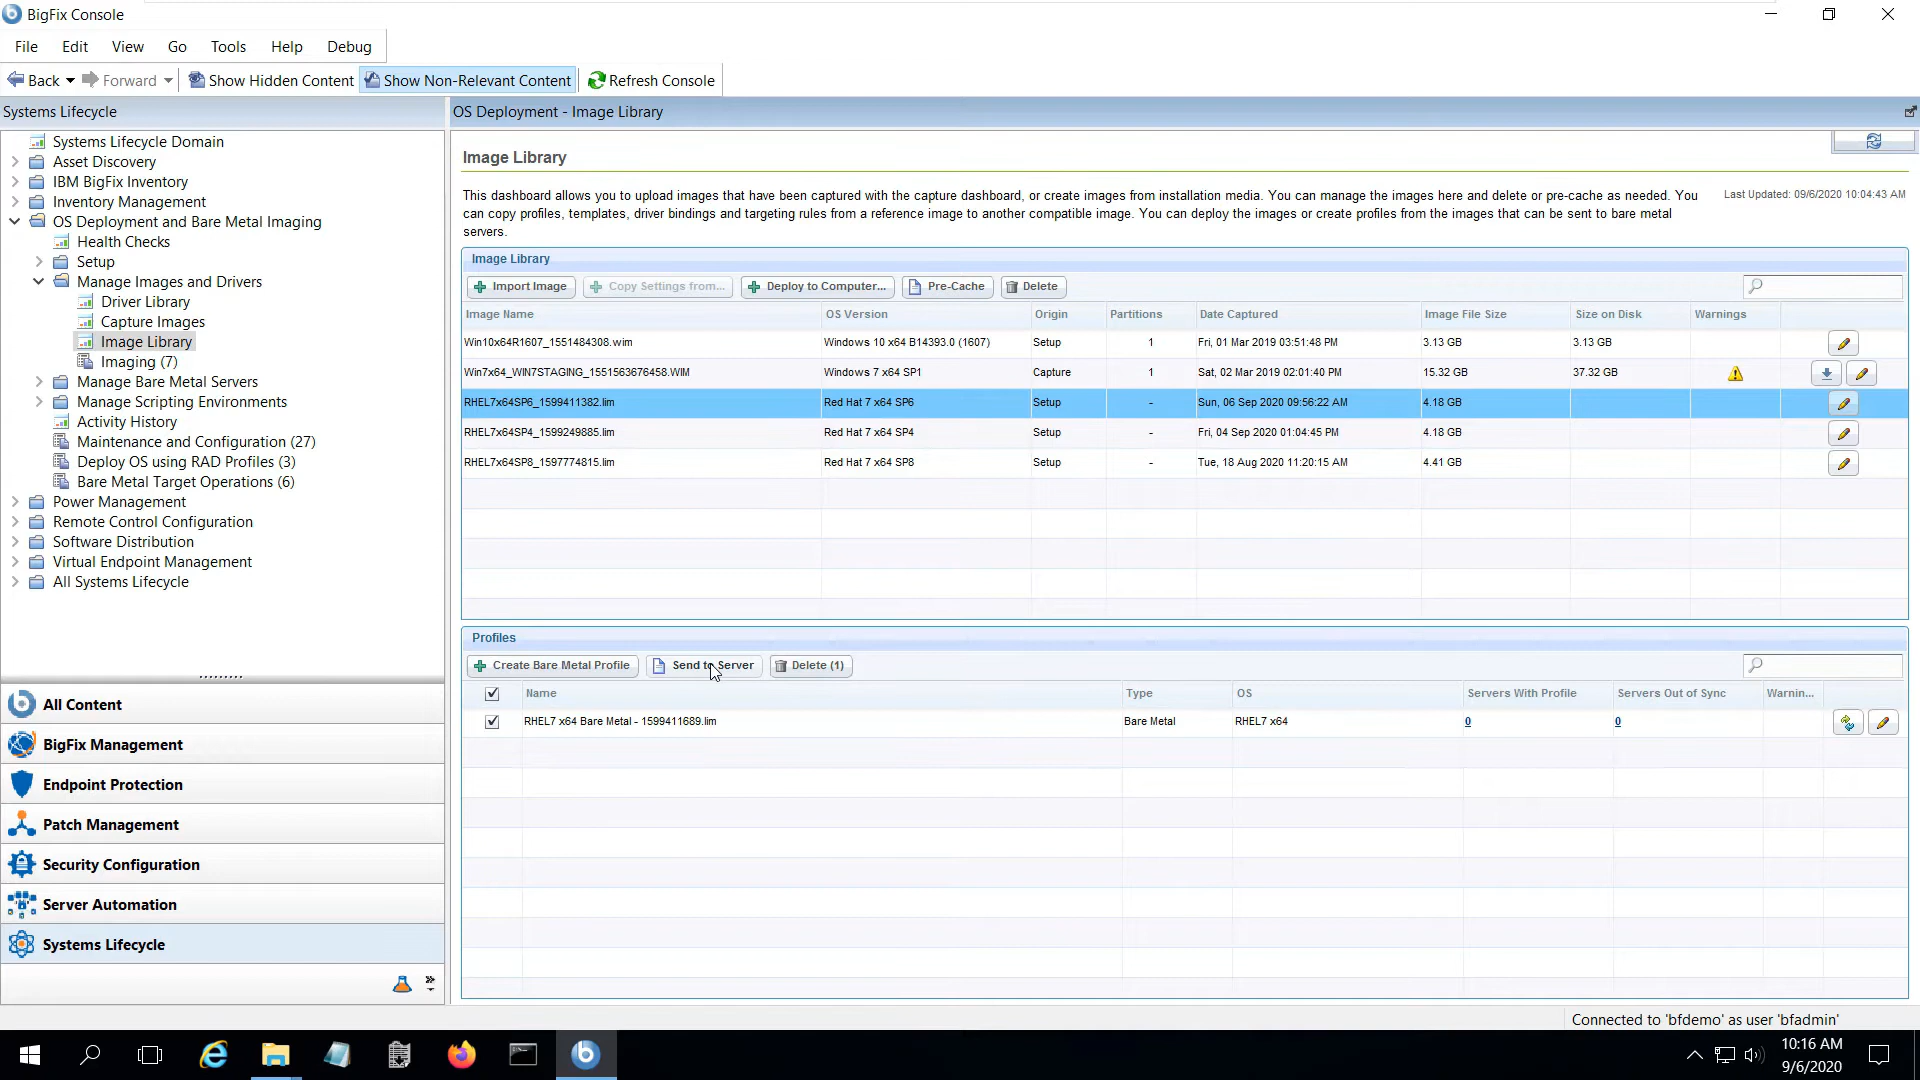 BigFix Console
File Edit View Go Tools Help Debug
Back Forward Show Hidden Content Show Non-Relevant Content Refresh Console
Systems Lifecycle
Systems Lifecycle Domain
Asset Discovery
IBM BigFix Inventory
Inventory Management
OS Deployment and Bare Metal Imaging
Health Checks
Setup
Manage Images and Drivers
Driver Library
Capture Images
Image Library
Imaging (7)
Manage Bare Metal Servers
Manage Scripting Environments
Activity History
Maintenance and Configuration (27)
Deploy OS using RAD Profiles (3)
Bare Metal Target Operations (6)
Power Management
Remote Control Configuration
Software Distribution
Virtual Endpoint Management
All Systems Lifecycle
All Content
BigFix Management
Endpoint Protection
Patch Management
Security Configuration
Server Automation
Systems Lifecycle
OS Deployment - Image Library
Image Library
This dashboard allows you to upload images that have been captured with the capture dashboard, or create images from installation media. You can manage the images here and delete or pre-cache as needed. You
can copy profiles, templates, driver bindings and targeting rules from a reference image to another compatible image. You can deploy the images or create profiles from the images that can be sent to bare metal
servers.
Last Updated: 09/6/2020 10:04:43 AM
Image Library
Import Image Copy Settings from... Deploy to Computer... Pre-Cache Delete
Image Name OS Version Origin Partitions Date Captured Image File Size Size on Disk Warnings
Win10x64R1607_1551484308.wim Windows 10 x64 B14393.0 (1607) Setup 1 Fri, 01 Mar 2019 03:51:48 PM 3.13 GB 3.13 GB
Win7x64_WIN7STAGING_1551563676458.WIM Windows 7 x64 SP1 Capture 1 Sat, 02 Mar 2019 02:01:40 PM 15.32 GB 37.32 GB
RHEL7x64SP6_1599411382.lim Red Hat 7 x64 SP6 Setup - Sun, 06 Sep 2020 09:56:22 AM 4.18 GB
RHEL7x64SP4_1599249885.lim Red Hat 7 x64 SP4 Setup - Fri, 04 Sep 2020 01:04:45 PM 4.18 GB
RHEL7x64SP8_1597774815.lim Red Hat 7 x64 SP8 Setup - Tue, 18 Aug 2020 11:20:15 AM 4.41 GB
Profiles
Create Bare Metal Profile Send to Server Delete (1)
Name Type OS Servers With Profile Servers Out of Sync Warnin...
RHEL7 x64 Bare Metal - 1599411689.lim Bare Metal RHEL7 x64 0 0
Connected to 'bfdemo' as user 'bfadmin'
10:16 AM
9/6/2020